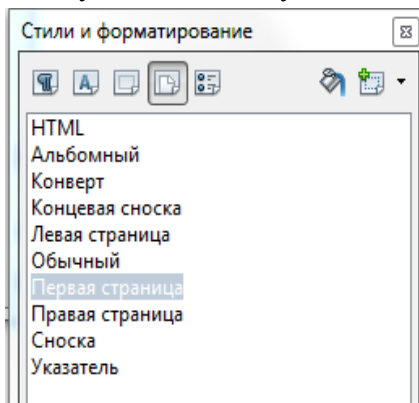 Стили и форматирование
HTML
Альбомный
Конверт
Концевая сноска
Левая страница
Обычный
Первая страница
Правая страница
Сноска
Указатель